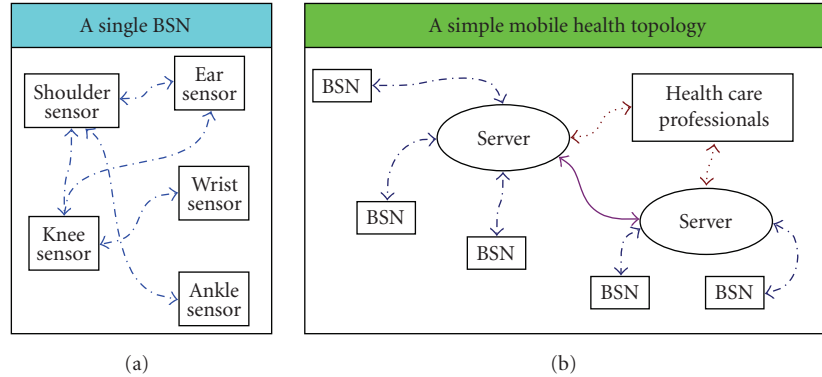 A single BSN
Shoulder
sensor
Ear
sensor
Wrist
sensor
Knee
sensor
Ankle
sensor
(a)
A simple mobile health topology
BSN
Server
Health care
professionals
BSN
BSN
Server
BSN
BSN
(b)